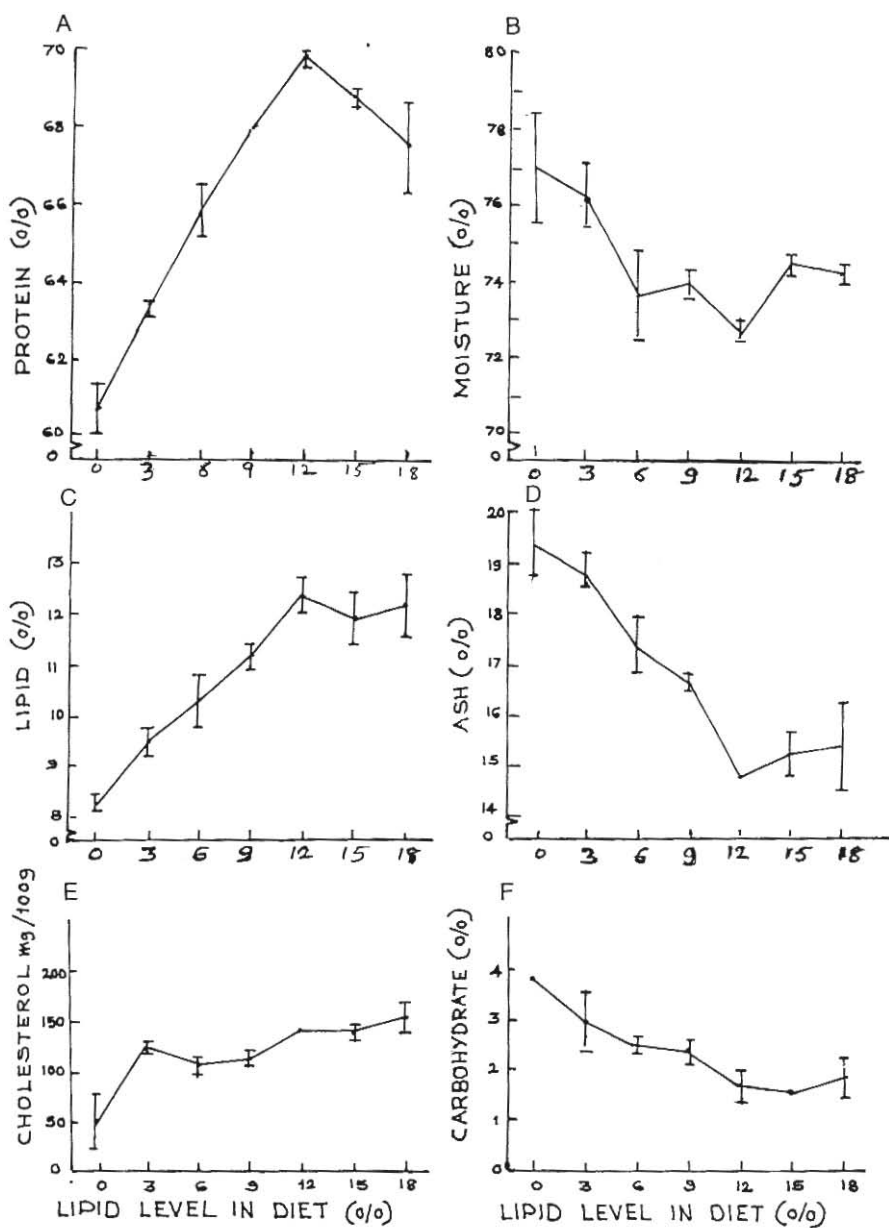 A
PROTEIN (o/o)
70
68
66
64
62
60
0
0 3 6 9 12 15 18
B
MOISTURE (o/o)
80
78
76
74
72
70
0
0 3 6 9 12 15 18
C
LIPID (o/o)
13
12
11
10
9
8
0
0 3 6 9 12 15 18
D
ASH (o/o)
20
19
18
17
16
15
14
0
0 3 6 9 12 15 18
E
CHOLESTEROL mg/100g
200
150
100
50
0
0 3 6 9 12 15 18
LIPID LEVEL IN DIET (o/o)
F
CARBOHYDRATE (o/o)
4
3
2
1
0
0 3 6 9 12 15 18
LIPID LEVEL IN DIET (o/o)